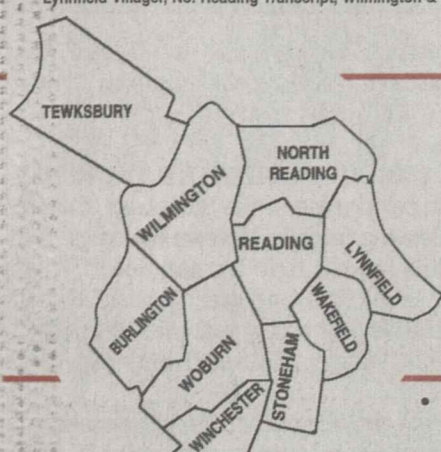 Lynnfield Villager, No. Reading Transcript, Wilmington &
TEWKSBURY
NORTH
READING
WILMINGTON
READING
LYNNFIELD
BURLINGTON
WAKEFIELD
WOBURN
STONEHAM
WINCHESTER